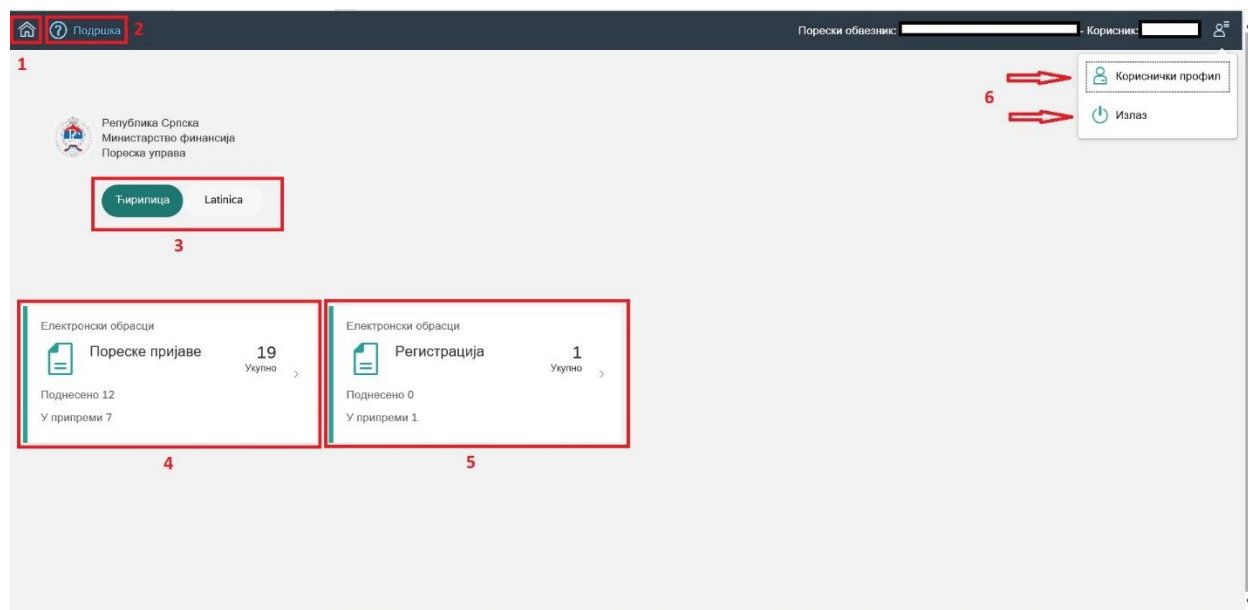 Подршка 2
Порески обвезник: - Корисник:
1
Кориснички профил
6
Излаз
Република Српска
Министарство финансија
Пореска управа
Ћирилица Latinica
3
Електронски обрасци
Пореске пријаве 19
Укупно
Поднесено 12
У припреми 7
4
Електронски обрасци
Регистрација 1
Укупно
Поднесено 0
У припреми 1
5